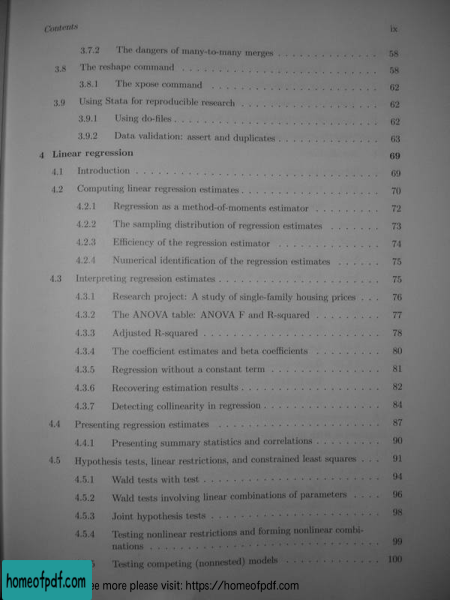 Contents ix
3.7.2 The dangers of many-to-many merges . . . . . . . . . . . . . 58
3.8 The reshape command . . . . . . . . . . . . . . . . . . . . . . 58
3.8.1 The xpose command . . . . . . . . . . . . . . . . . . . 62
3.9 Using Stata for reproducible research . . . . . . . . . . . . . . 62
3.9.1 Using do-files . . . . . . . . . . . . . . . . . . . . . . 62
3.9.2 Data validation: assert and duplicates . . . . . . . . . . . . 63
4 Linear regression 69
4.1 Introduction . . . . . . . . . . . . . . . . . . . . . . . . . . 69
4.2 Computing linear regression estimates . . . . . . . . . . . . . . 70
4.2.1 Regression as a method-of-moments estimator . . . . . . . . 72
4.2.2 The sampling distribution of regression estimates . . . . . . 73
4.2.3 Efficiency of the regression estimator . . . . . . . . . . . 74
4.2.4 Numerical identification of the regression estimates . . . . . 75
4.3 Interpreting regression estimates . . . . . . . . . . . . . . . . 75
4.3.1 Research project: A study of single-family housing prices . . . 76
4.3.2 The ANOVA table: ANOVA F and R-squared . . . . . . . . 77
4.3.3 Adjusted R-squared . . . . . . . . . . . . . . . . . . . 78
4.3.4 The coefficient estimates and beta coefficients . . . . . . . . 80
4.3.5 Regression without a constant term . . . . . . . . . . . . 81
4.3.6 Recovering estimation results . . . . . . . . . . . . . . . 82
4.3.7 Detecting collinearity in regression . . . . . . . . . . . . . 84
4.4 Presenting regression estimates . . . . . . . . . . . . . . . . . 87
4.4.1 Presenting summary statistics and correlations . . . . . . . . 90
4.5 Hypothesis tests, linear restrictions, and constrained least squares . . . 91
4.5.1 Wald tests with test . . . . . . . . . . . . . . . . . . . 94
4.5.2 Wald tests involving linear combinations of parameters . . . . 96
4.5.3 Joint hypothesis tests . . . . . . . . . . . . . . . . . . . 98
4.5.4 Testing nonlinear restrictions and forming nonlinear combi-
nations . . . . . . . . . . . . . . . . . . . . . . . . . 99
Testing competing (nonnested) models . . . . . . . . . . . 100
homeofpdf.com
ee more please visit: https://homeofpdf.com